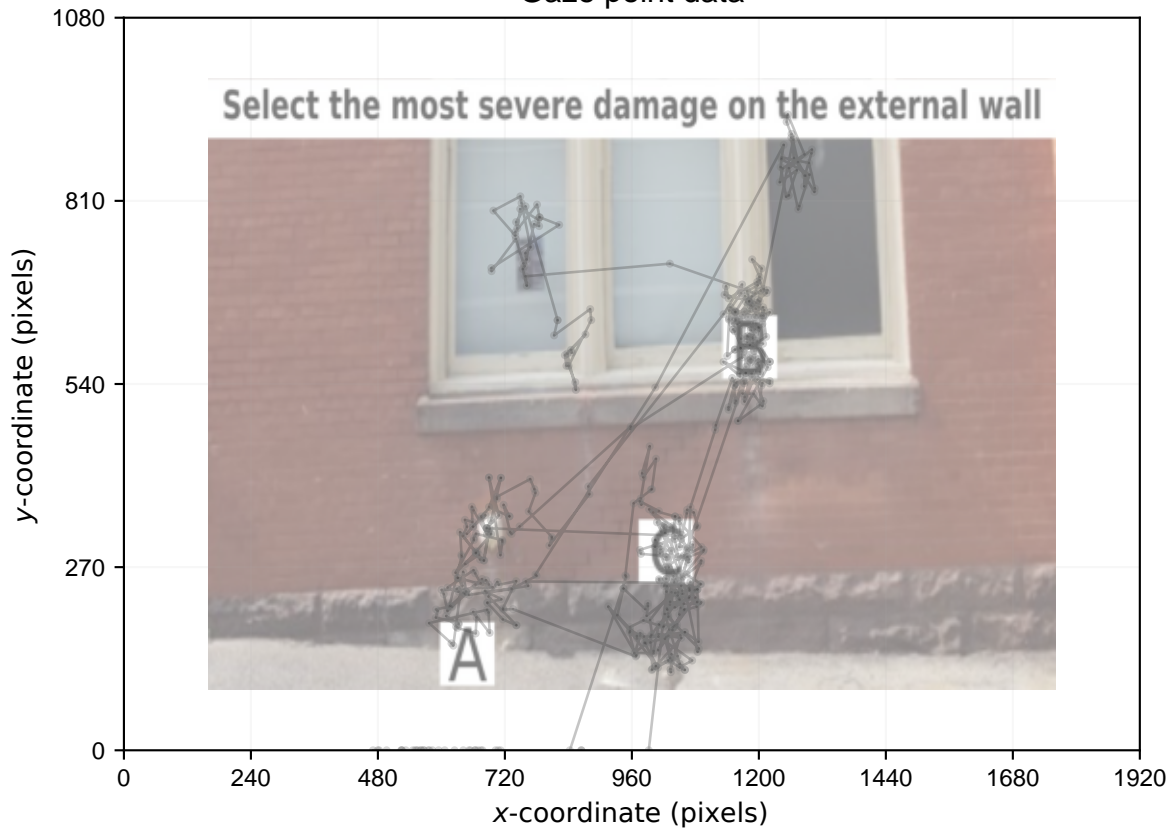 Gaze point data
1080
Select the most severe damage on the external wall
810
B
540
C
270
A
0
0 240 480 720 960 1200 1440 1680 1920
x-coordinate (pixels)
y-coordinate (pixels)